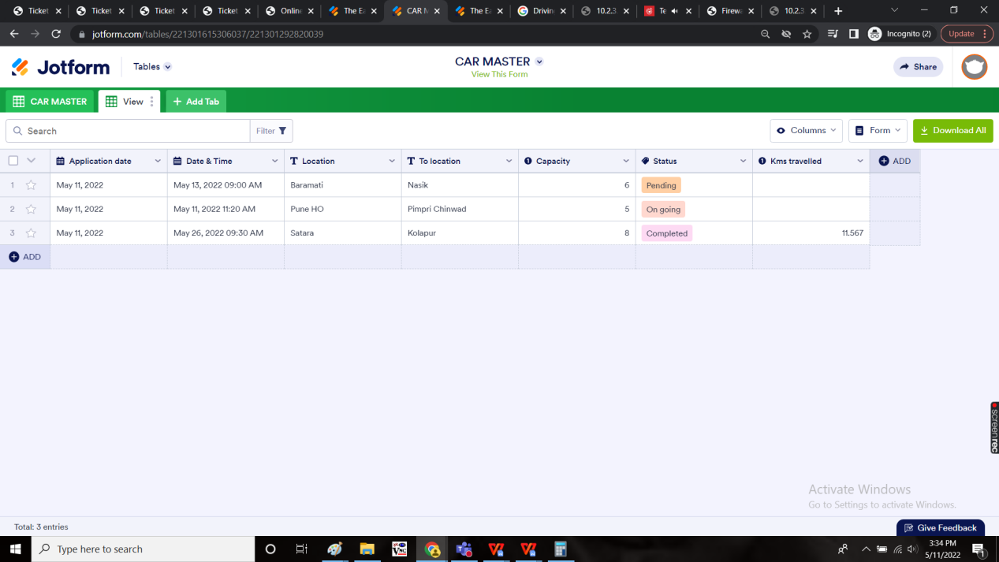 Ticket
Ticket
Ticket
Ticket
Online
The Ea
CAR M
The Ea
Drivin
10.2.3
Te
Firewa
10.2.3
jotform.com/tables/221301615306037/221301292820039
Incognito (2)
Update
Jotform
Tables
CAR MASTER
View This Form
Share
CAR MASTER
View
+ Add Tab
Search
Filter
Columns
Form
Download All
Application date
Date & Time
Location
To location
Capacity
Status
Kms travelled
ADD
1 May 11, 2022 May 13, 2022 09:00 AM Baramati Nasik 6 Pending
2 May 11, 2022 May 11, 2022 11:20 AM Pune HO Pimpri Chinwad 5 On going
3 May 11, 2022 May 26, 2022 09:30 AM Satara Kolapur 8 Completed 11.567
ADD
screenrec
Activate Windows
Go to Settings to activate Windows.
Total: 3 entries
Give Feedback
Type here to search
3:34 PM
5/11/2022
1